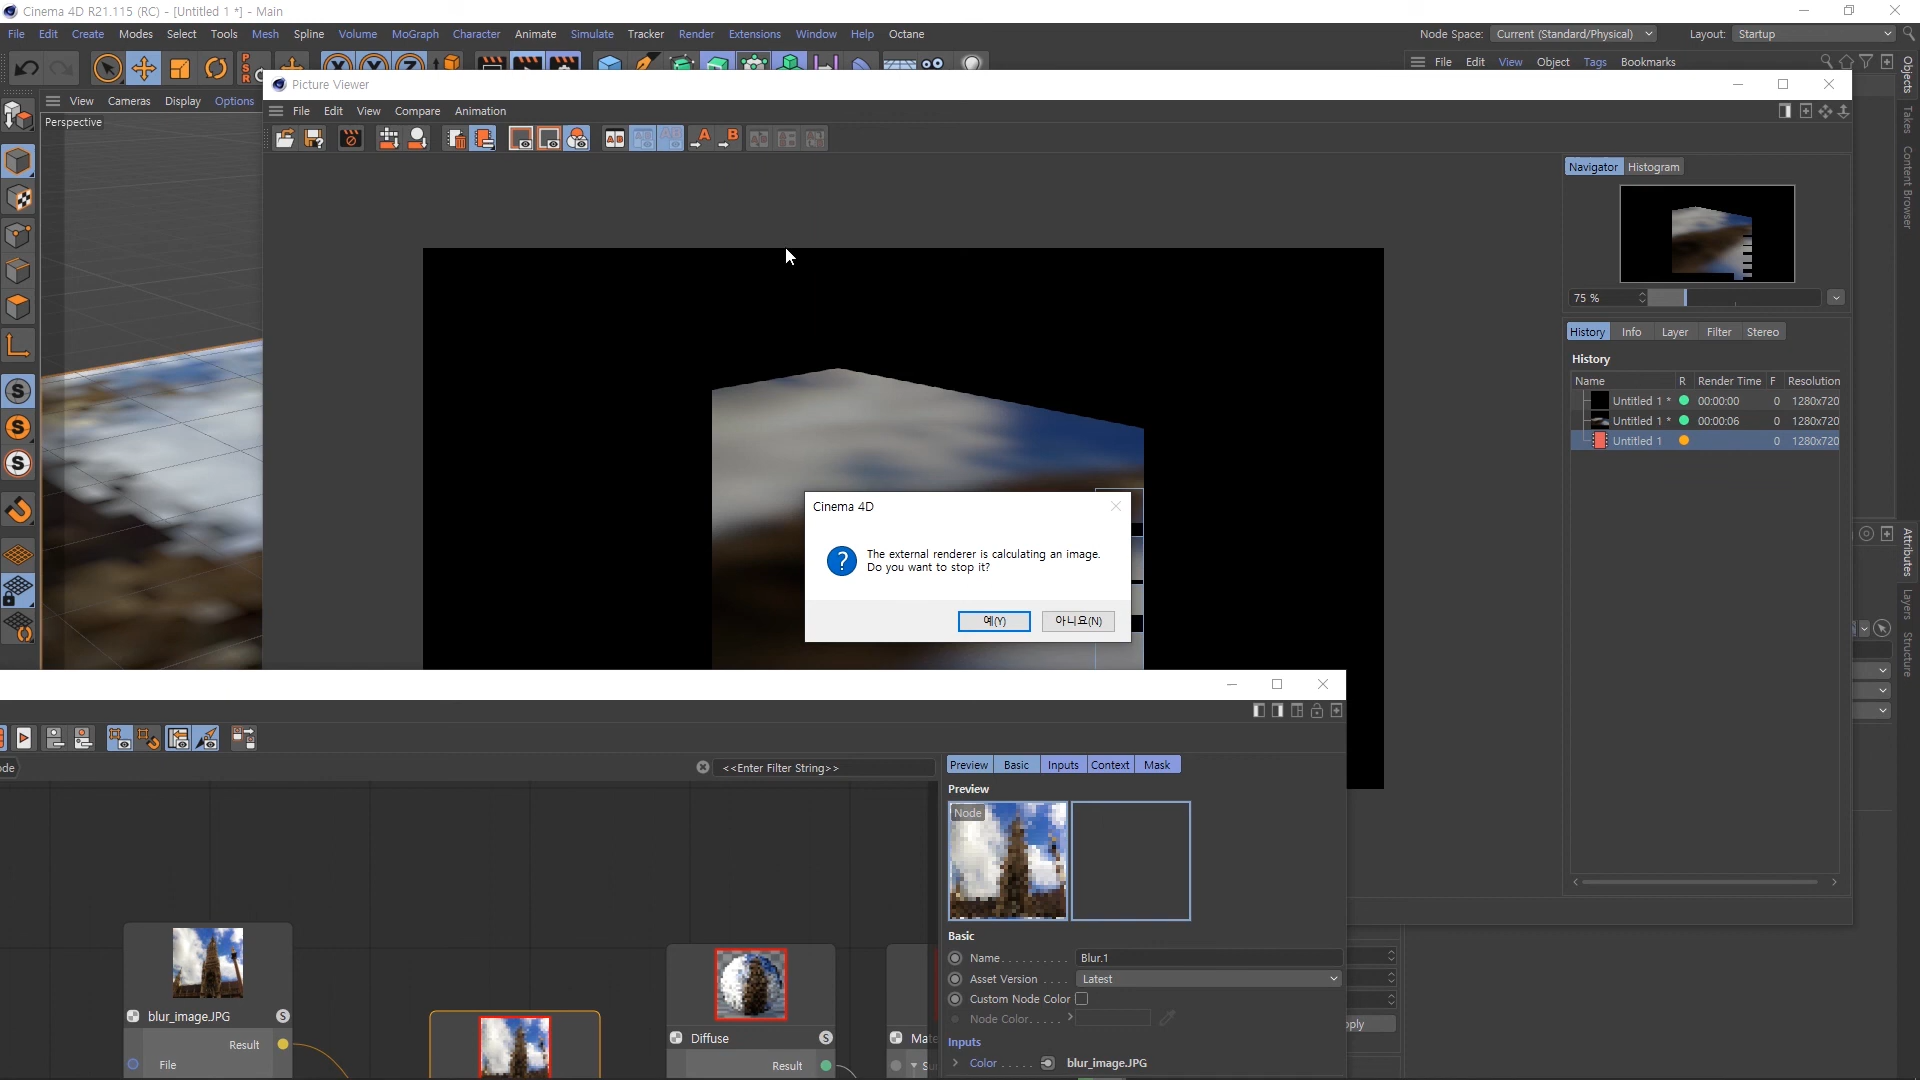 Cinema 4D R21.115 (RC) - [Untitled 1 *] - Main
File Edit Create Modes Select Tools Mesh Spline Volume MoGraph Character Animate Simulate Tracker Render Extensions Window Help Octane
Node Space: Current (Standard/Physical) Layout: Startup
File Edit View Object Tags Bookmarks
Objects
Takes
Content Browser
Attributes
Layers
Structure
View Cameras Display Options
Perspective
Picture Viewer
File Edit View Compare Animation
Navigator Histogram
75 %
History Info Layer Filter Stereo
History
Name R Render Time F Resolution
Untitled 1 * 00:00:00 0 1280x720
Untitled 1 * 00:00:06 0 1280x720
Untitled 1 0 1280x720
Cinema 4D
The external renderer is calculating an image.
Do you want to stop it?
예(Y) 아니요(N)
<<Enter Filter String>>
Preview Basic Inputs Context Mask
Preview
Node
Basic
Name Blur.1
Asset Version Latest
Custom Node Color
Node Color
Inputs
Color blur_image.JPG
blur_image.JPG S
Result
File
Diffuse S
Result